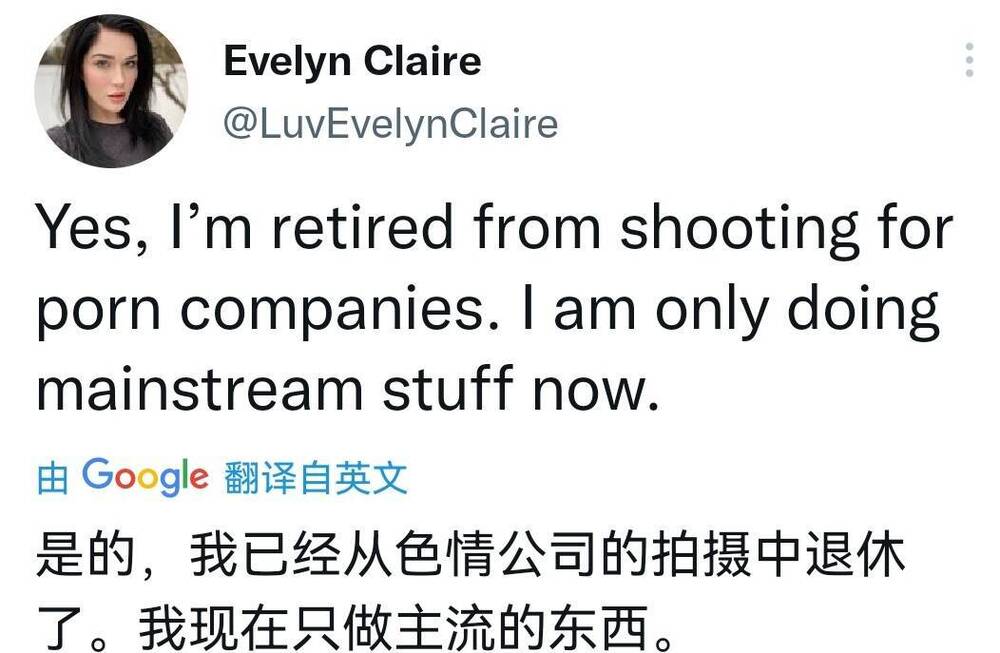 Evelyn Claire
@LuvEvelynClaire
Yes, I’m retired from shooting for
porn companies. I am only doing
mainstream stuff now.
由 Google 翻译自英文
是的，我已经从色情公司的拍摄中退休
了。我现在只做主流的东西。